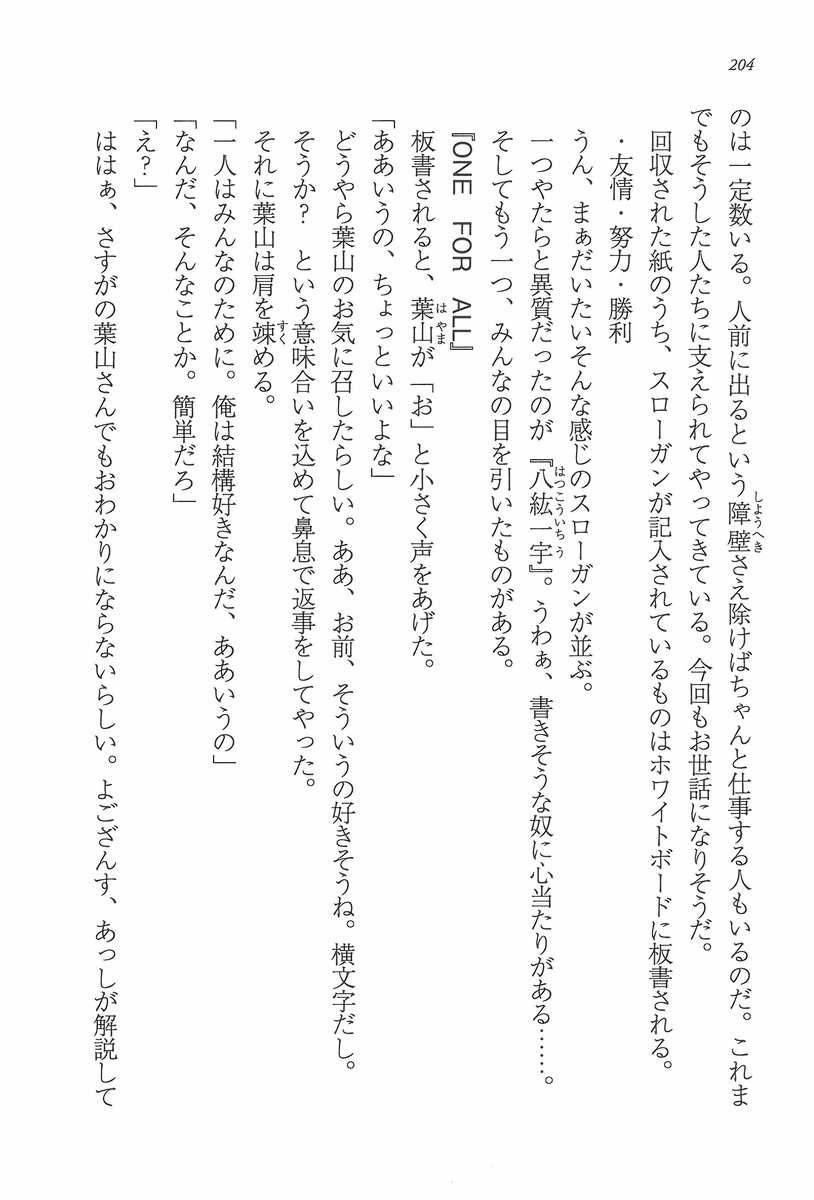 204
のは一定数いる。人前に出るという障壁さえ除けばちゃんと仕事する人もいるのだ。これま
でもそうした人たちに支えられてやってきている。今回もお世話になりそうだ。
回収された紙のうち、スローガンが記入されているものはホワイトボードに板書される。
・友情・努力・勝利
うん、まぁだいたいそんな感じのスローガンが並ぶ。
一つやたらと異質だったのが『八紘一宇』。うわぁ、書きそうな奴に心当たりがある……。
そしてもう一つ、みんなの目を引いたものがある。
『ONE FOR ALL』
板書されると、葉山が「お」と小さく声をあげた。
「ああいうの、ちょっといいよな」
どうやら葉山のお気に召したらしい。ああ、お前、そういうの好きそうね。横文字だし。
そうか？　という意味合いを込めて鼻息で返事をしてやった。
それに葉山は肩を竦める。
「一人はみんなのために。俺は結構好きなんだ、ああいうの」
「なんだ、そんなことか。簡単だろ」
「え？」
ははぁ、さすがの葉山さんでもおわかりにならないらしい。よござんす、あっしが解説して